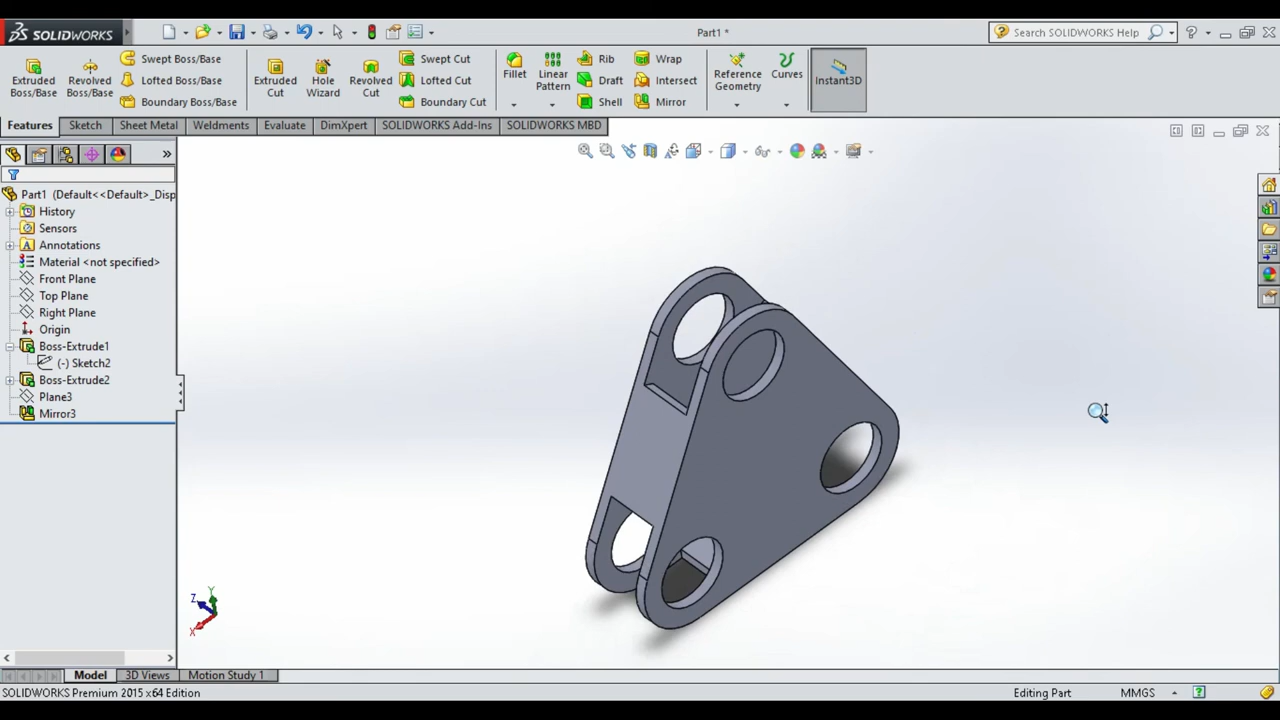 SOLIDWORKS
Part1 *
Search SOLIDWORKS Help
Extruded Boss/Base
Revolved Boss/Base
Swept Boss/Base
Lofted Boss/Base
Boundary Boss/Base
Extruded Cut
Hole Wizard
Revolved Cut
Swept Cut
Lofted Cut
Boundary Cut
Fillet
Linear Pattern
Rib
Draft
Shell
Wrap
Intersect
Mirror
Reference Geometry
Curves
Instant3D
Features
Sketch
Sheet Metal
Weldments
Evaluate
DimXpert
SOLIDWORKS Add-Ins
SOLIDWORKS MBD
Part1 (Default<<Default>_Disp
History
Sensors
Annotations
Material <not specified>
Front Plane
Top Plane
Right Plane
Origin
Boss-Extrude1
(-) Sketch2
Boss-Extrude2
Plane3
Mirror3
Y
Z
X
Model
3D Views
Motion Study 1
SOLIDWORKS Premium 2015 x64 Edition
Editing Part
MMGS